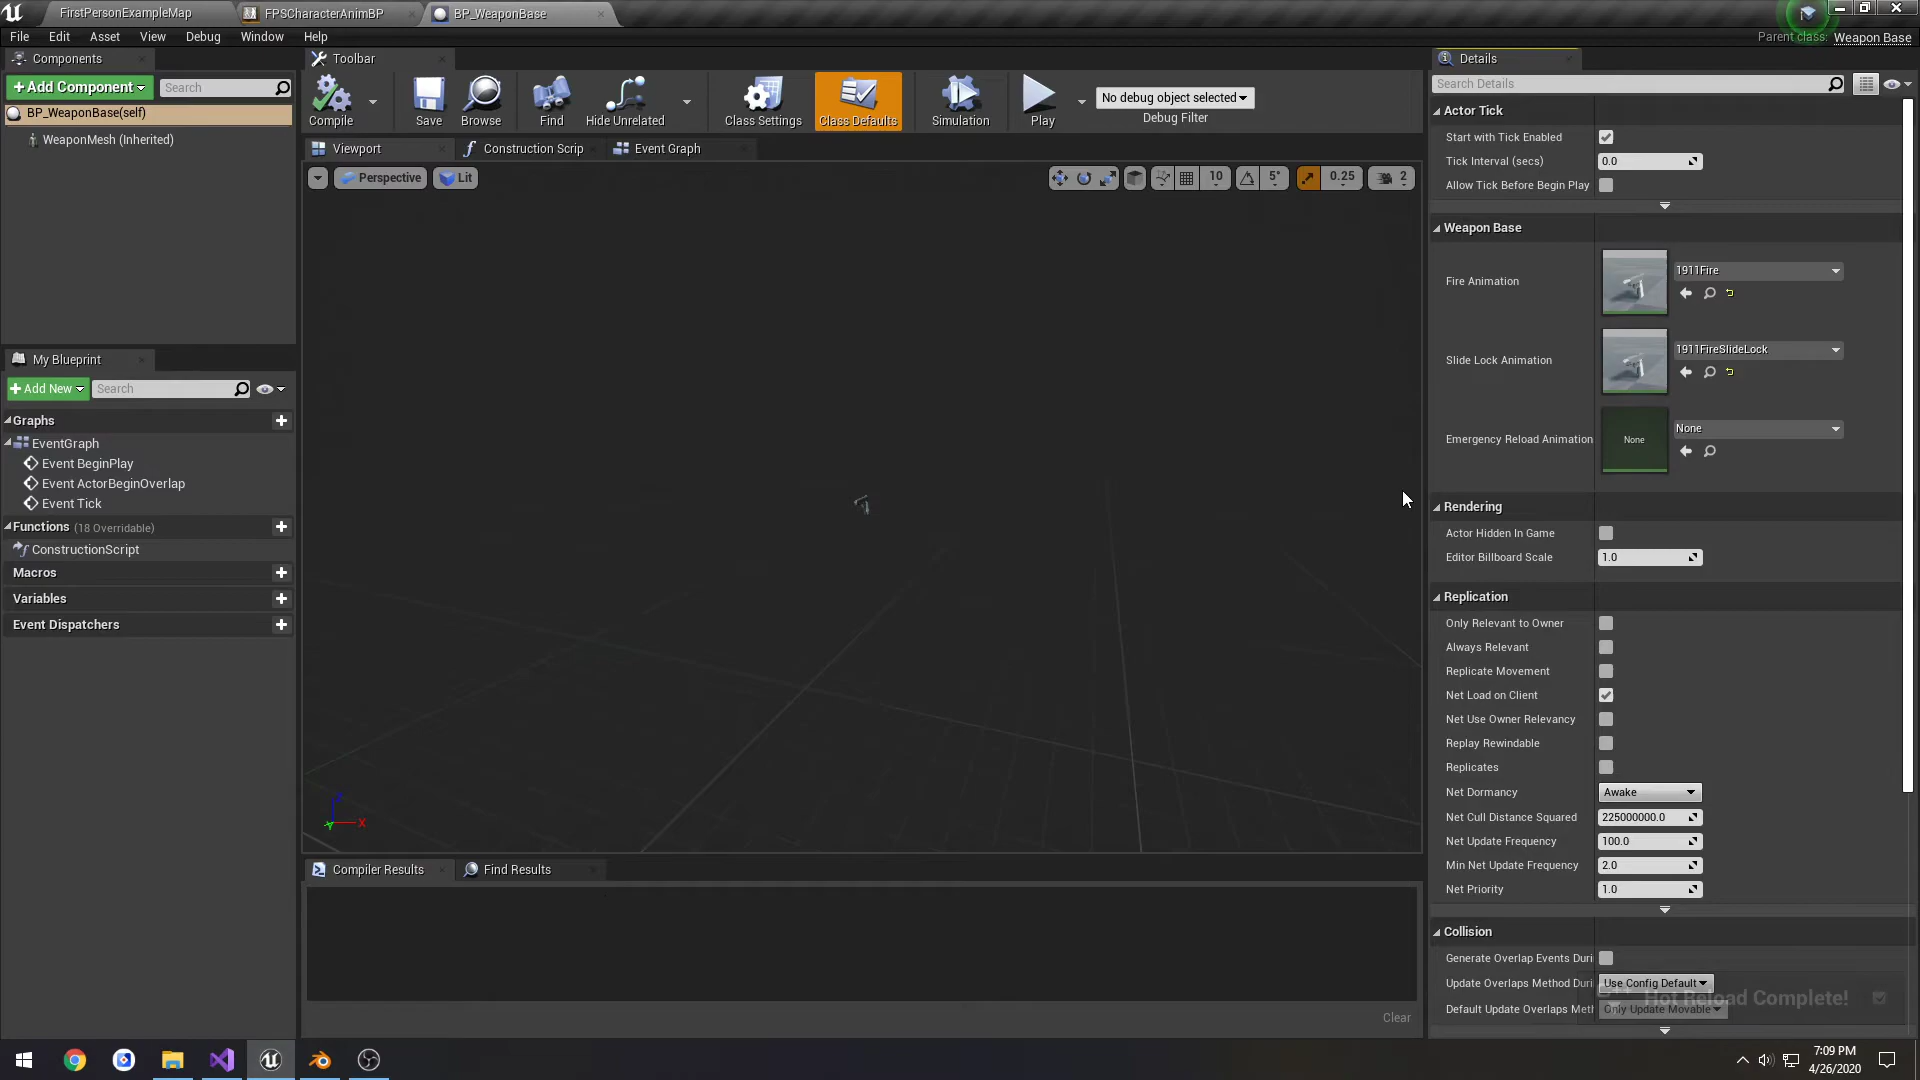 FirstPersonExampleMap
FPSCharacterAnimBP
BP_WeaponBase
File Edit Asset View Debug Window Help
Parent class: Weapon Base
Components
Add Component
Search
BP_WeaponBase(self)
WeaponMesh (Inherited)
My Blueprint
Add New
Search
Graphs
EventGraph
Event BeginPlay
Event ActorBeginOverlap
Event Tick
Functions (18 Overridable)
ConstructionScript
Macros
Variables
Event Dispatchers
Toolbar
Compile
Save
Browse
Find
Hide Unrelated
Class Settings
Class Defaults
Simulation
Play
No debug object selected
Debug Filter
Viewport
Construction Scrip
Event Graph
Perspective
Lit
10
5°
0.25
2
Z
Y
X
Compiler Results
Find Results
Clear
Details
Search Details
Actor Tick
Start with Tick Enabled
Tick Interval (secs) 0.0
Allow Tick Before Begin Play
Weapon Base
Fire Animation
1911Fire
Slide Lock Animation
1911FireSlideLock
Emergency Reload Animation
None
None
Rendering
Actor Hidden In Game
Editor Billboard Scale 1.0
Replication
Only Relevant to Owner
Always Relevant
Replicate Movement
Net Load on Client
Net Use Owner Relevancy
Replay Rewindable
Replicates
Net Dormancy Awake
Net Cull Distance Squared 225000000.0
Net Update Frequency 100.0
Min Net Update Frequency 2.0
Net Priority 1.0
Collision
Generate Overlap Events Duri
Update Overlaps Method Duri Use Config Default
Default Update Overlaps Meth Only Update Movable
Hot Reload Complete!
7:09 PM
4/26/2020